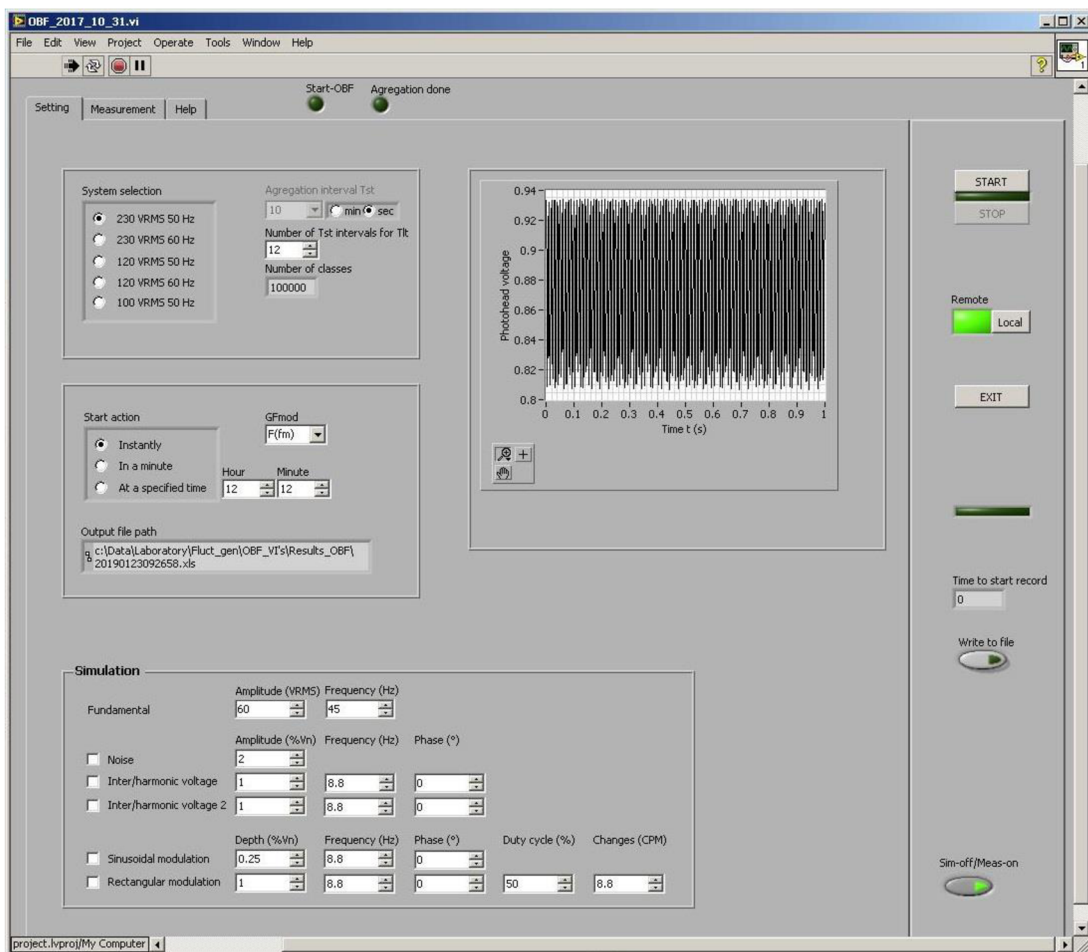 OBF_2017_10_31.vi
File Edit View Project Operate Tools Window Help
1
Start-OBF Agregation done
Setting Measurement Help
System selection
230 VRMS 50 Hz
230 VRMS 60 Hz
120 VRMS 50 Hz
120 VRMS 60 Hz
100 VRMS 50 Hz
Agregation interval Tst
10 min sec
Number of Tst intervals for Tlt
12
Number of classes
100000
Photohead voltage
0.94
0.92
0.9
0.88
0.86
0.84
0.82
0.8
0 0.1 0.2 0.3 0.4 0.5 0.6 0.7 0.8 0.9 1
Time t (s)
START
STOP
Remote
Local
EXIT
Start action
Instantly
In a minute
At a specified time
GFmod
F(fm)
Hour Minute
12 12
Output file path
c:\Data\Laboratory\Fluct_gen\OBF_VI's\Results_OBF\
20190123092658.xls
Time to start record
0
Write to file
Simulation
Amplitude (VRMS) Frequency (Hz)
Fundamental 60 45
Amplitude (%Vn) Frequency (Hz) Phase (°)
Noise 2
Inter/harmonic voltage 1 8.8 0
Inter/harmonic voltage 2 1 8.8 0
Depth (%Vn) Frequency (Hz) Phase (°) Duty cycle (%) Changes (CPM)
Sinusoidal modulation 0.25 8.8 0
Rectangular modulation 1 8.8 0 50 8.8
Sim-off/Meas-on
project.lvproj/My Computer